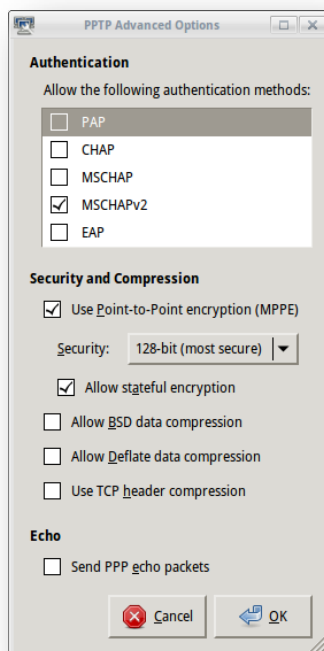 PPTP Advanced Options
Authentication
Allow the following authentication methods:
PAP
CHAP
MSCHAP
MSCHAPv2
EAP
Security and Compression
Use Point-to-Point encryption (MPPE)
Security: 128-bit (most secure)
Allow stateful encryption
Allow BSD data compression
Allow Deflate data compression
Use TCP header compression
Echo
Send PPP echo packets
Cancel OK